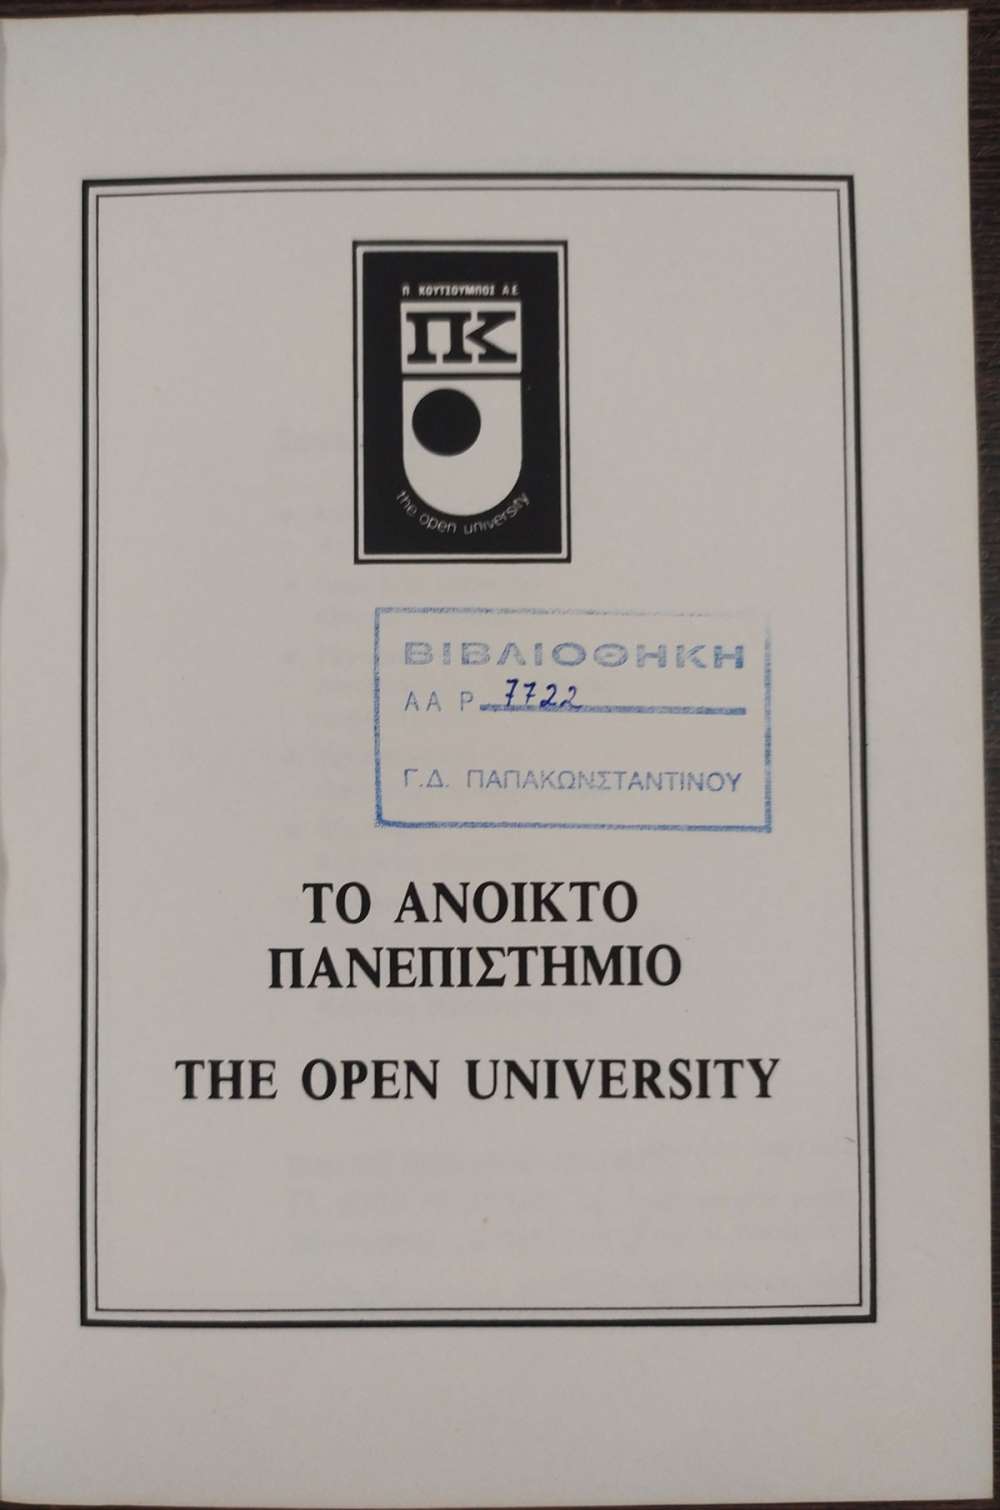 Π ΚΟΥΤΣΟΥΜΠΟΣ Α.Ε
ΠΚ
the open university
ΒΙΒΛΙΟΘΗΚΗ
ΑΑ Ρ 7722
Γ.Δ. ΠΑΠΑΚΩΝΣΤΑΝΤΙΝΟΥ
ΤΟ ΑΝΟΙΚΤΟ
ΠΑΝΕΠΙΣΤΗΜΙΟ
THE OPEN UNIVERSITY